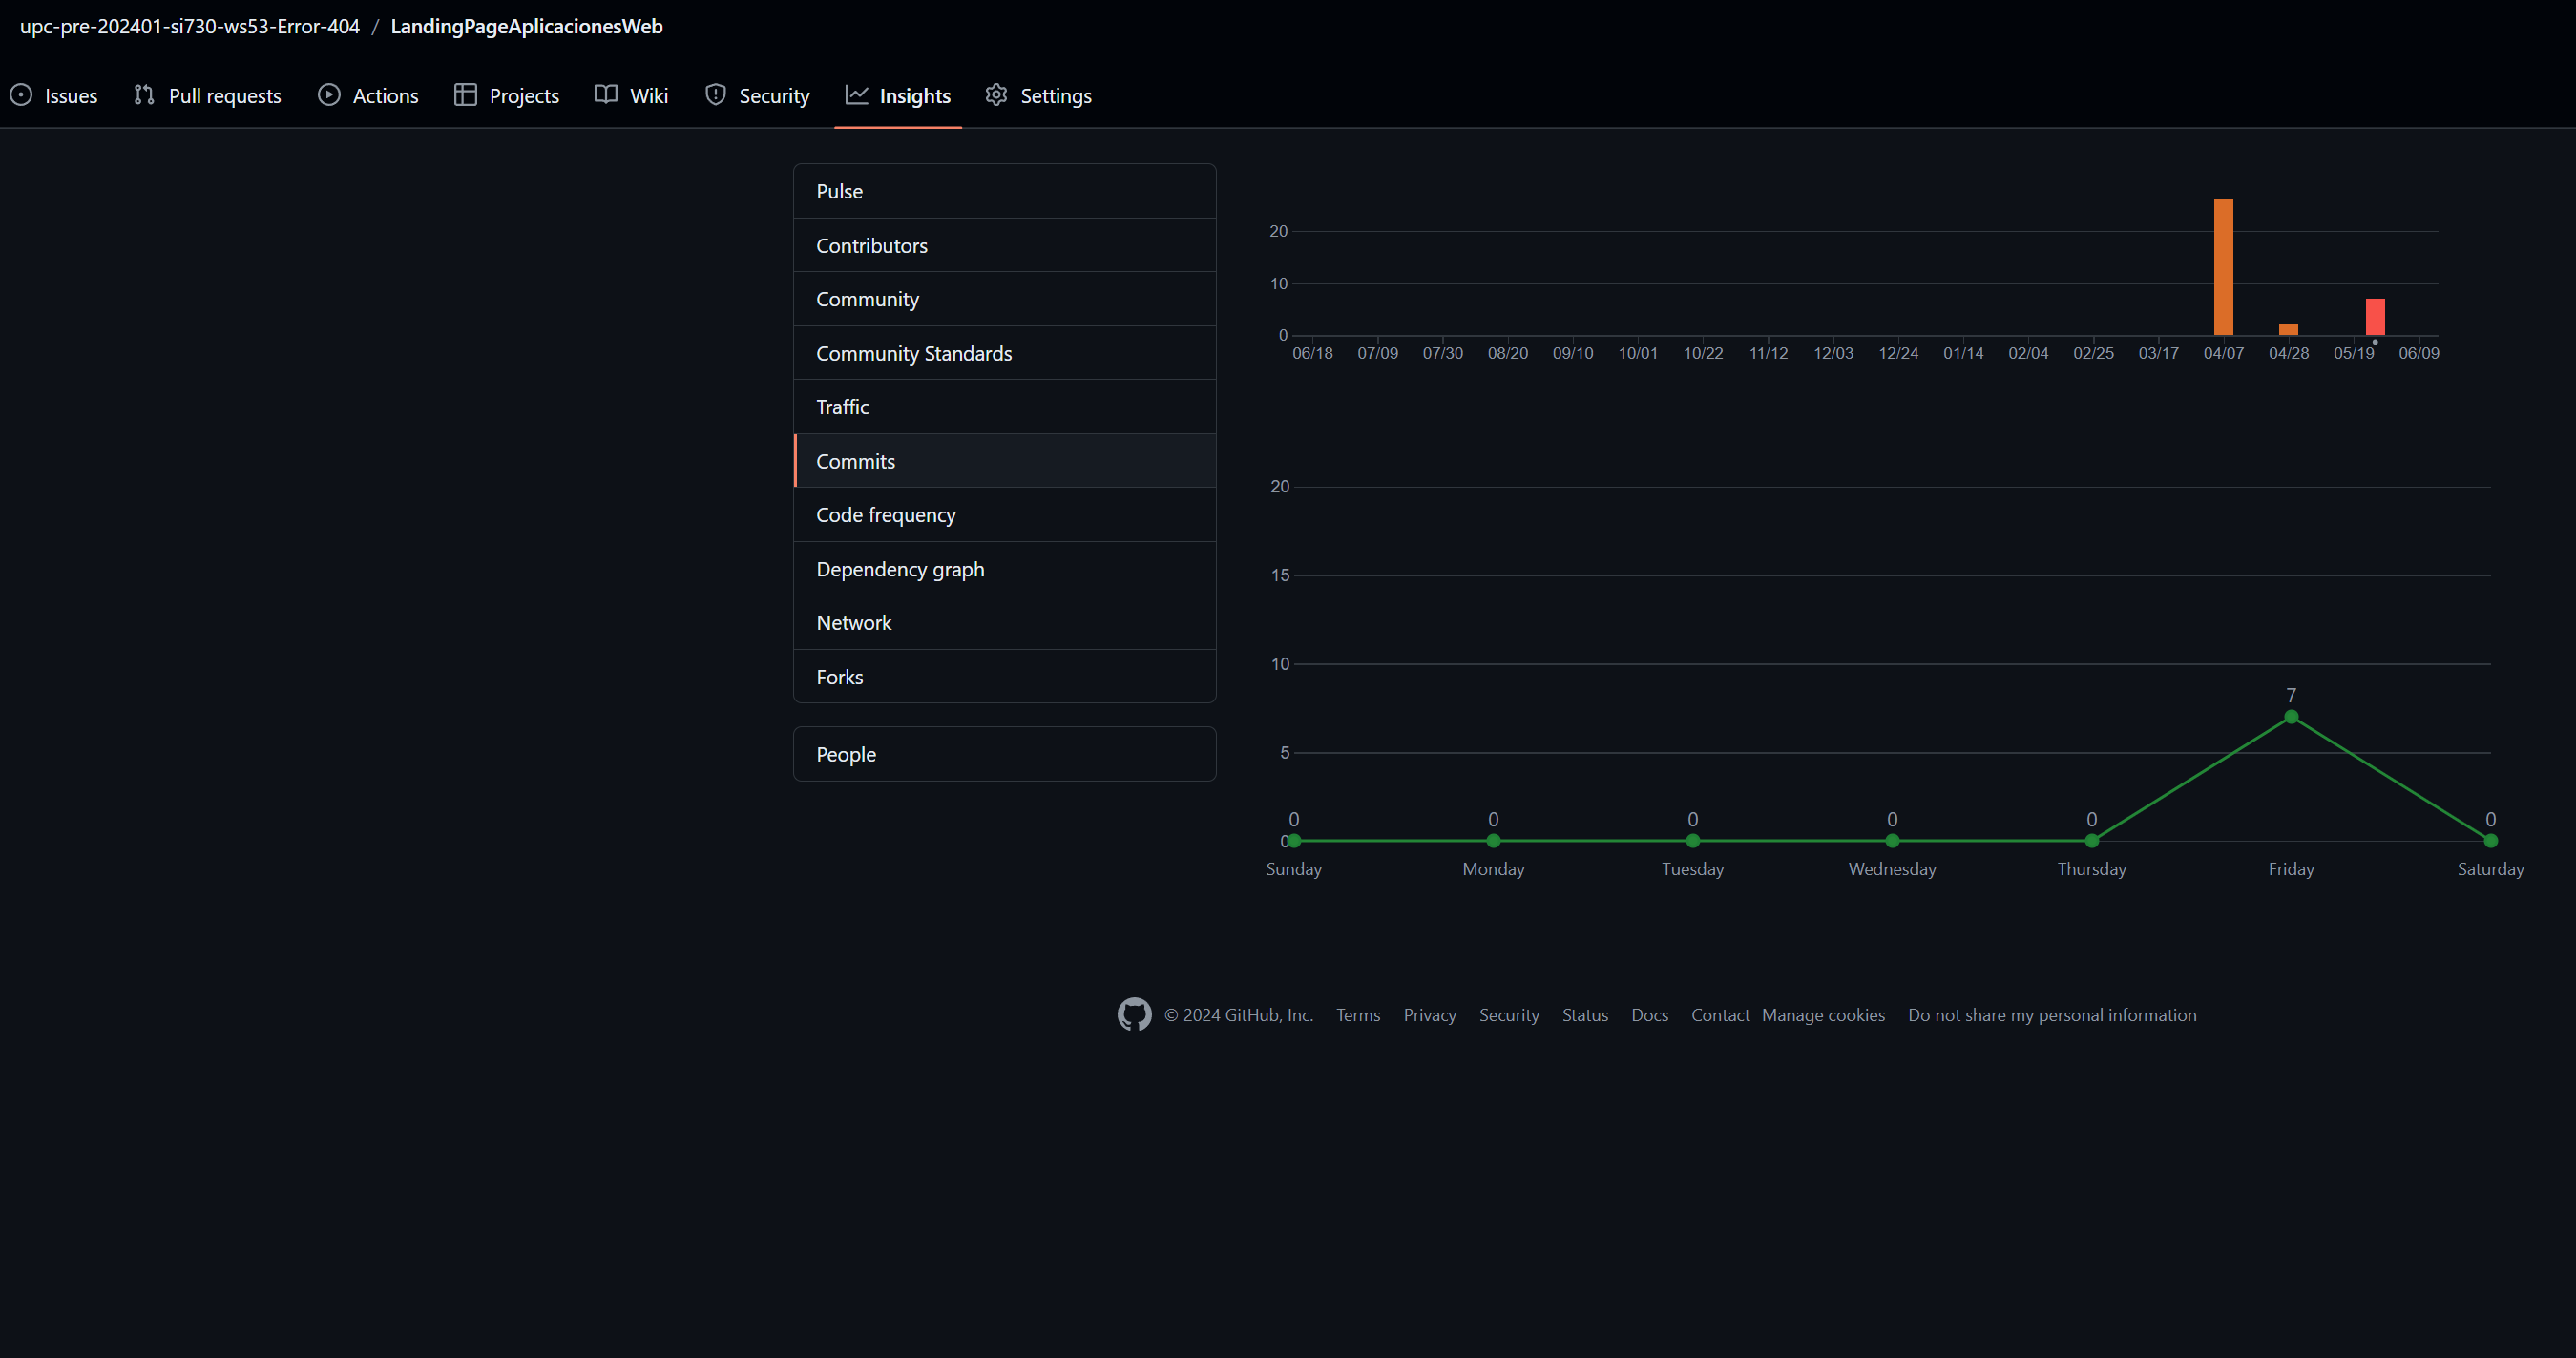 upc-pre-202401-si730-ws53-Error-404 / LandingPageAplicacionesWeb
Issues Pull requests Actions Projects Wiki Security Insights Settings
Pulse
Contributors
Community
Community Standards
Traffic
Commits
Code frequency
Dependency graph
Network
Forks
People
20
10
0
06/18 07/09 07/30 08/20 09/10 10/01 10/22 11/12 12/03 12/24 01/14 02/04 02/25 03/17 04/07 04/28 05/19 06/09
20
15
10
7
5
0 0 0 0 0 0
0
Sunday Monday Tuesday Wednesday Thursday Friday Saturday
© 2024 GitHub, Inc. Terms Privacy Security Status Docs Contact Manage cookies Do not share my personal information